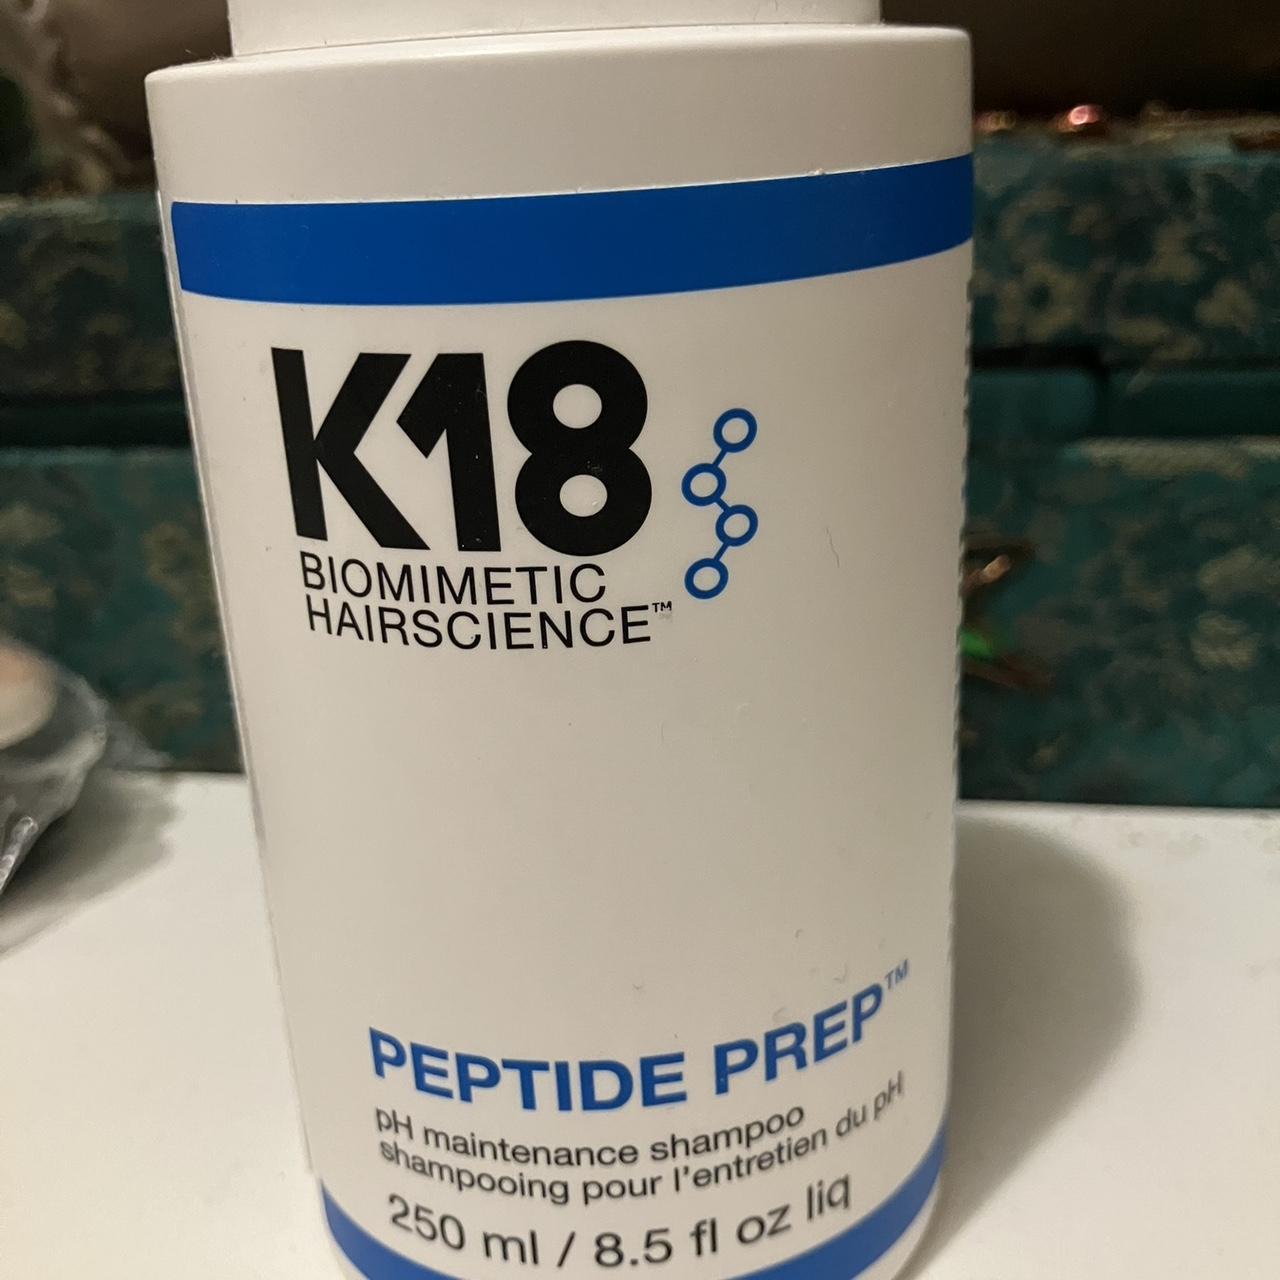 K18
BIOMIMETIC
HAIRSCIENCE™
PEPTIDE PREP™
pH maintenance shampoo
shampooing pour l'entretien du pH
250 ml / 8.5 fl oz liq